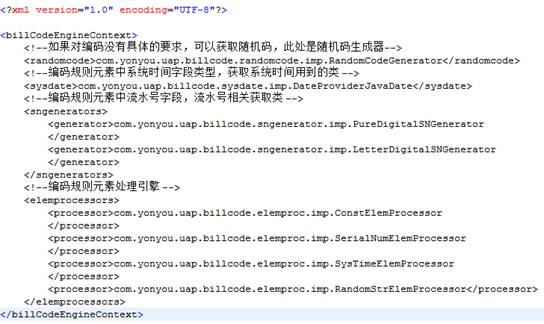 <?xml version="1.0" encoding="UTF-8"?>
<billCodeEngineContext>
<!--如果对编码没有具体的要求，可以获取随机码，此处是随机码生成器-->
<randomcode>com.yonyou.uap.billcode.randomcode.imp.RandomCodeGenerator</randomcode>
<!--编码规则元素中系统时间字段类型，获取系统时间用到的类 -->
<sysdate>com.yonyou.uap.billcode.sysdate.imp.DateProviderJavaDate</sysdate>
<!--编码规则元素中流水号字段，流水号相关获取类 -->
<sngenerators>
<generator>com.yonyou.uap.billcode.sngenerator.imp.PureDigitalSNGenerator
</generator>
<generator>com.yonyou.uap.billcode.sngenerator.imp.LetterDigitalSNGenerator
</generator>
</sngenerators>
<!--编码规则元素处理引擎 -->
<elemprocessors>
<processor>com.yonyou.uap.billcode.elemproc.imp.ConstElemProcessor
</processor>
<processor>com.yonyou.uap.billcode.elemproc.imp.SerialNumElemProcessor
</processor>
<processor>com.yonyou.uap.billcode.elemproc.imp.SysTimeElemProcessor
</processor>
<processor>com.yonyou.uap.billcode.elemproc.imp.RandomStrElemProcessor</processor>
</elemprocessors>
</billCodeEngineContext>